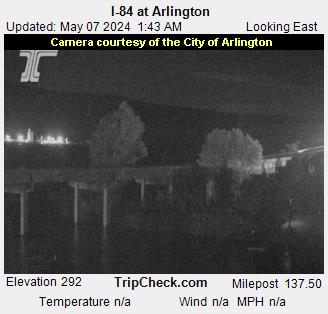 I-84 at Arlington
Updated: May 07 2024 1:43 AM Looking East
Camera courtesy of the City of Arlington
Elevation 292 TripCheck.com Milepost 137.50
Temperature n/a Wind n/a MPH n/a